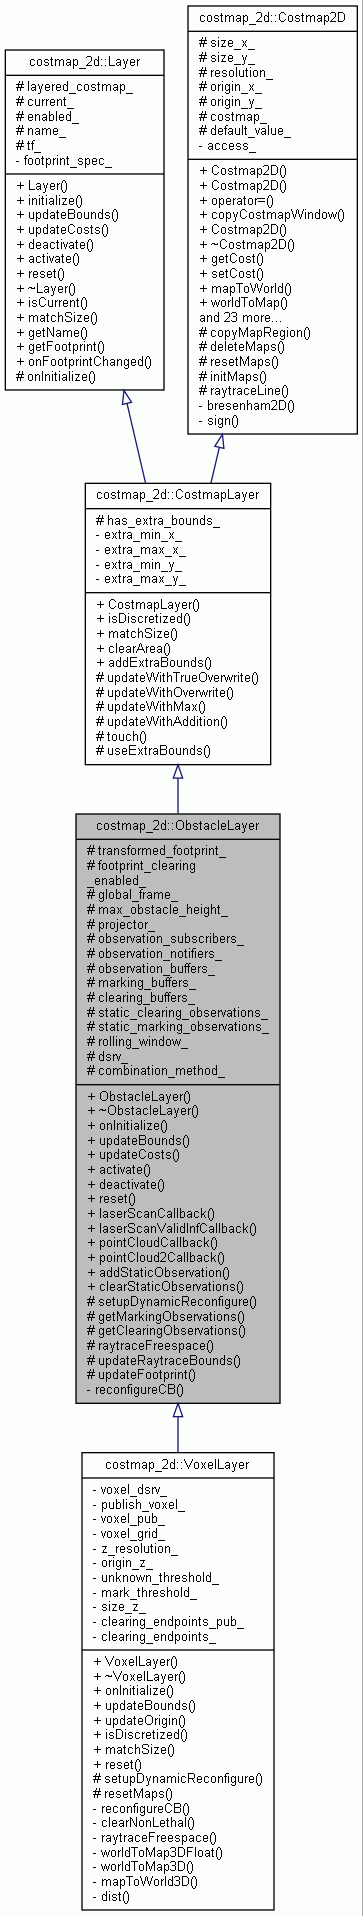 costmap_2d::Layer
# layered_costmap_
# current_
# enabled_
# name_
# tf_
- footprint_spec_
+ Layer()
+ initialize()
+ updateBounds()
+ updateCosts()
+ deactivate()
+ activate()
+ reset()
+ ~Layer()
+ isCurrent()
+ matchSize()
+ getName()
+ getFootprint()
+ onFootprintChanged()
# onInitialize()
costmap_2d::Costmap2D
# size_x_
# size_y_
# resolution_
# origin_x_
# origin_y_
# costmap_
# default_value_
- access_
+ Costmap2D()
+ Costmap2D()
+ operator=()
+ copyCostmapWindow()
+ Costmap2D()
+ ~Costmap2D()
+ getCost()
+ setCost()
+ mapToWorld()
+ worldToMap()
and 23 more...
# copyMapRegion()
# deleteMaps()
# resetMaps()
# initMaps()
# raytraceLine()
- bresenham2D()
- sign()
costmap_2d::CostmapLayer
# has_extra_bounds_
- extra_min_x_
- extra_max_x_
- extra_min_y_
- extra_max_y_
+ CostmapLayer()
+ isDiscretized()
+ matchSize()
+ clearArea()
+ addExtraBounds()
# updateWithTrueOverwrite()
# updateWithOverwrite()
# updateWithMax()
# updateWithAddition()
# touch()
# useExtraBounds()
costmap_2d::ObstacleLayer
# transformed_footprint_
# footprint_clearing
_enabled_
# global_frame_
# max_obstacle_height_
# projector_
# observation_subscribers_
# observation_notifiers_
# observation_buffers_
# marking_buffers_
# clearing_buffers_
# static_clearing_observations_
# static_marking_observations_
# rolling_window_
# dsrv_
# combination_method_
+ ObstacleLayer()
+ ~ObstacleLayer()
+ onInitialize()
+ updateBounds()
+ updateCosts()
+ activate()
+ deactivate()
+ reset()
+ laserScanCallback()
+ laserScanValidInfCallback()
+ pointCloudCallback()
+ pointCloud2Callback()
+ addStaticObservation()
+ clearStaticObservations()
# setupDynamicReconfigure()
# getMarkingObservations()
# getClearingObservations()
# raytraceFreespace()
# updateRaytraceBounds()
# updateFootprint()
- reconfigureCB()
costmap_2d::VoxelLayer
- voxel_dsrv_
- publish_voxel_
- voxel_pub_
- voxel_grid_
- z_resolution_
- origin_z_
- unknown_threshold_
- mark_threshold_
- size_z_
- clearing_endpoints_pub_
- clearing_endpoints_
+ VoxelLayer()
+ ~VoxelLayer()
+ onInitialize()
+ updateBounds()
+ updateOrigin()
+ isDiscretized()
+ matchSize()
+ reset()
# setupDynamicReconfigure()
# resetMaps()
- reconfigureCB()
- clearNonLethal()
- raytraceFreespace()
- worldToMap3DFloat()
- worldToMap3D()
- mapToWorld3D()
- dist()